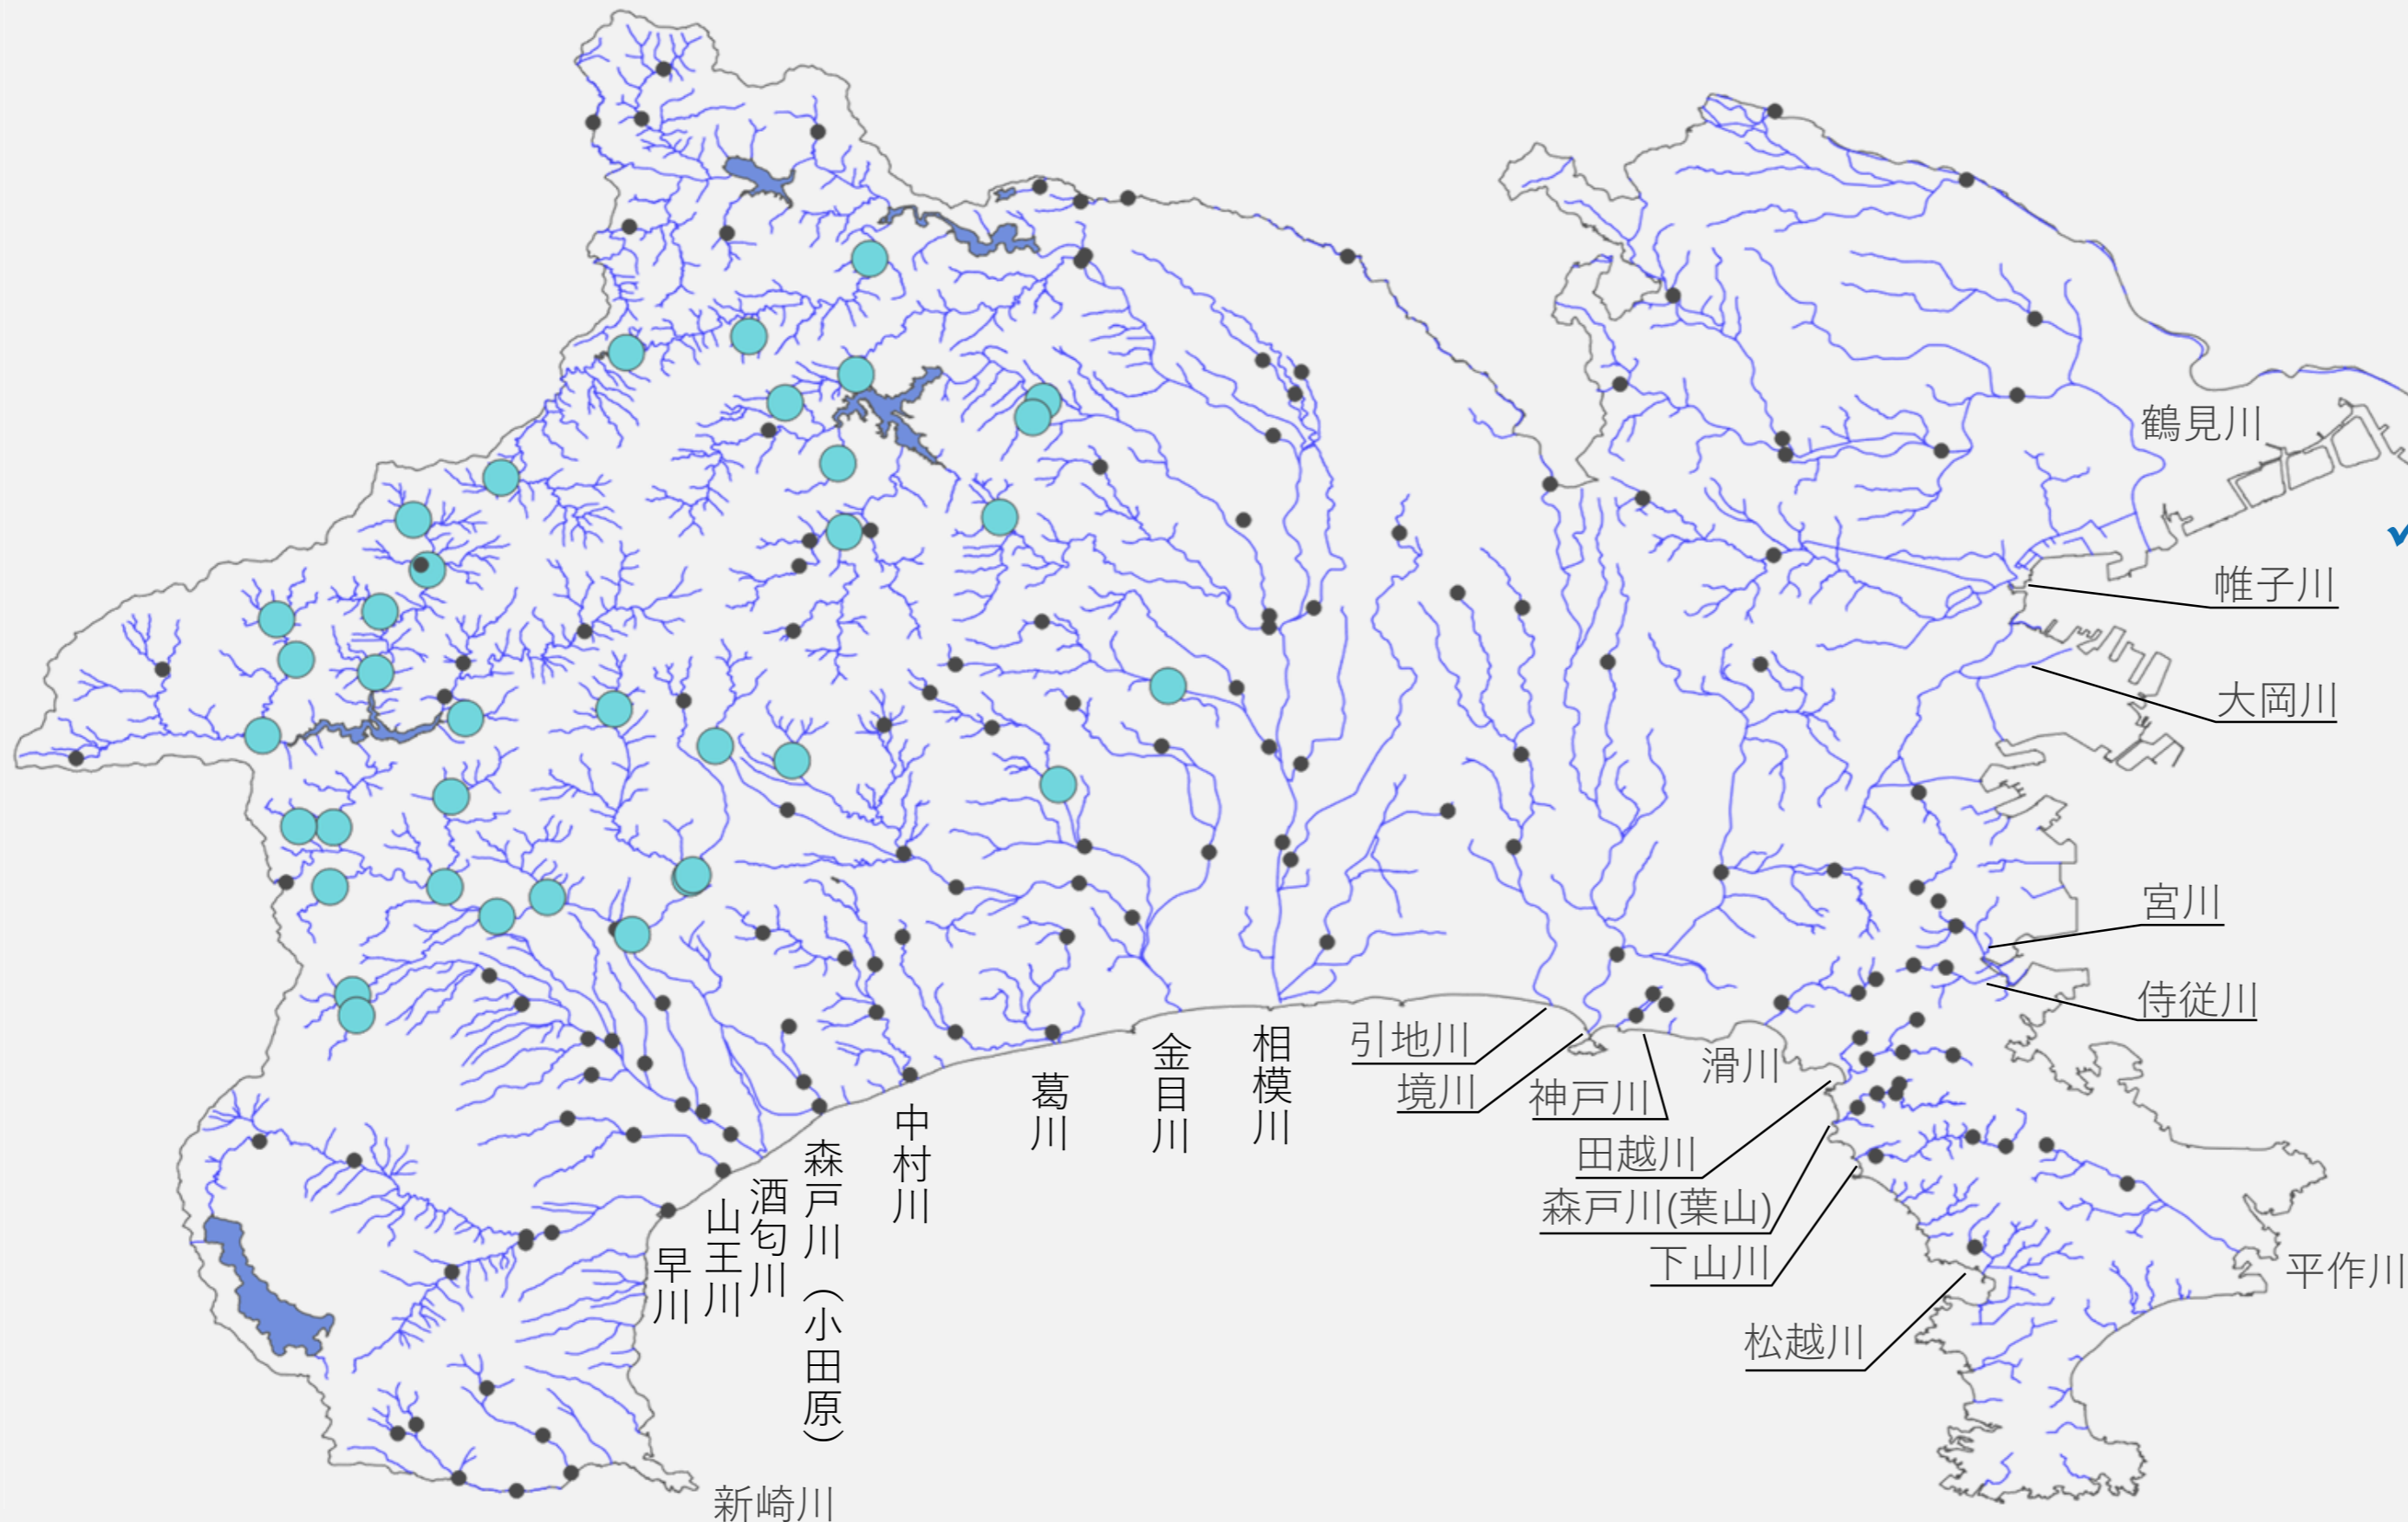 鶴見川
帷子川
大岡川
宮川
侍従川
引地川
境川
神戸川
滑川
田越川
森戸川(葉山)
下山川
松越川
平作川
相模川
金目川
葛川
中村川
森戸川（小田原）
酒匂川
山王川
早川
新崎川